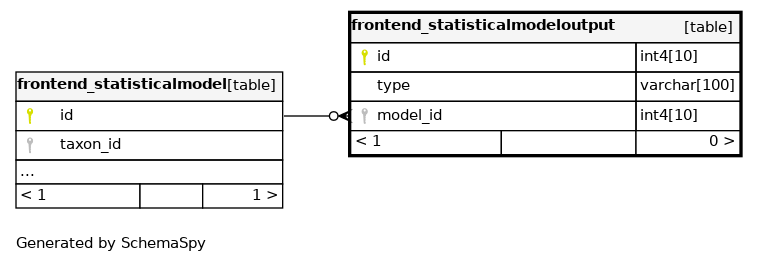 frontend_statisticalmodeloutput [table]
id int4[10]
type varchar[100]
model_id int4[10]
< 1 0 >
frontend_statisticalmodel[table]
id
taxon_id
...
< 1 1 >
Generated by SchemaSpy